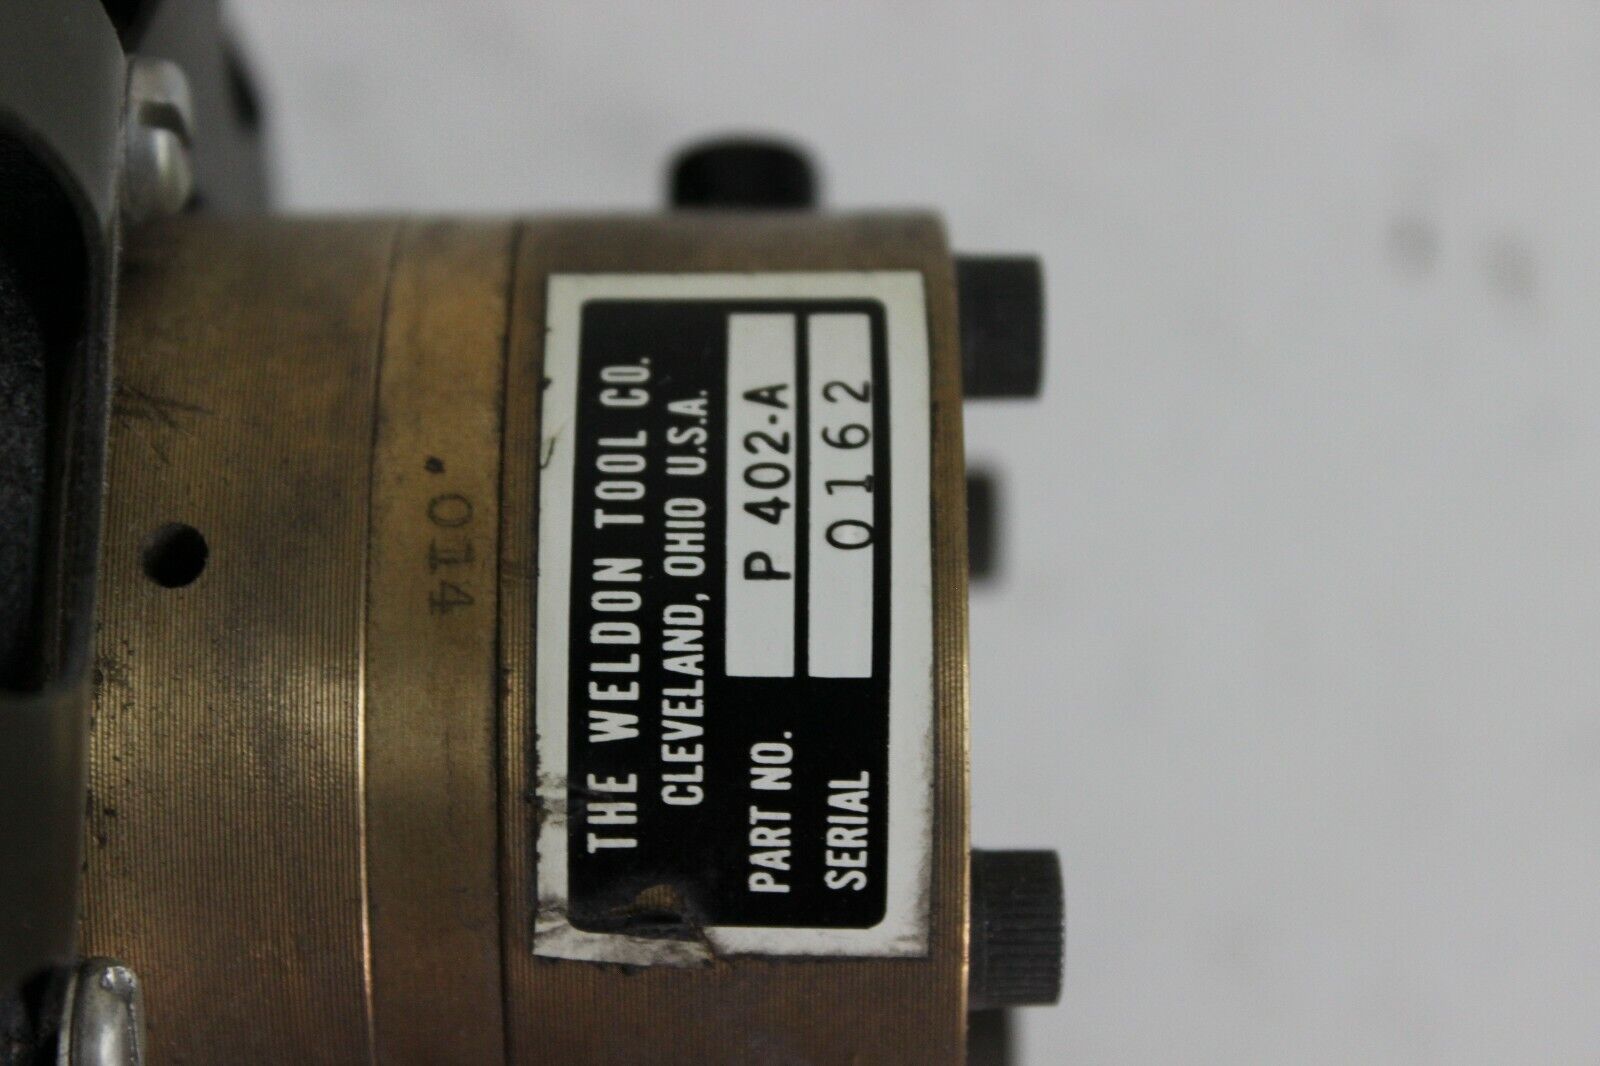 THE WELDON TOOL CO.
CLEVELAND, OHIO U.S.A.
PART NO. P 402-A
SERIAL 0162
.014